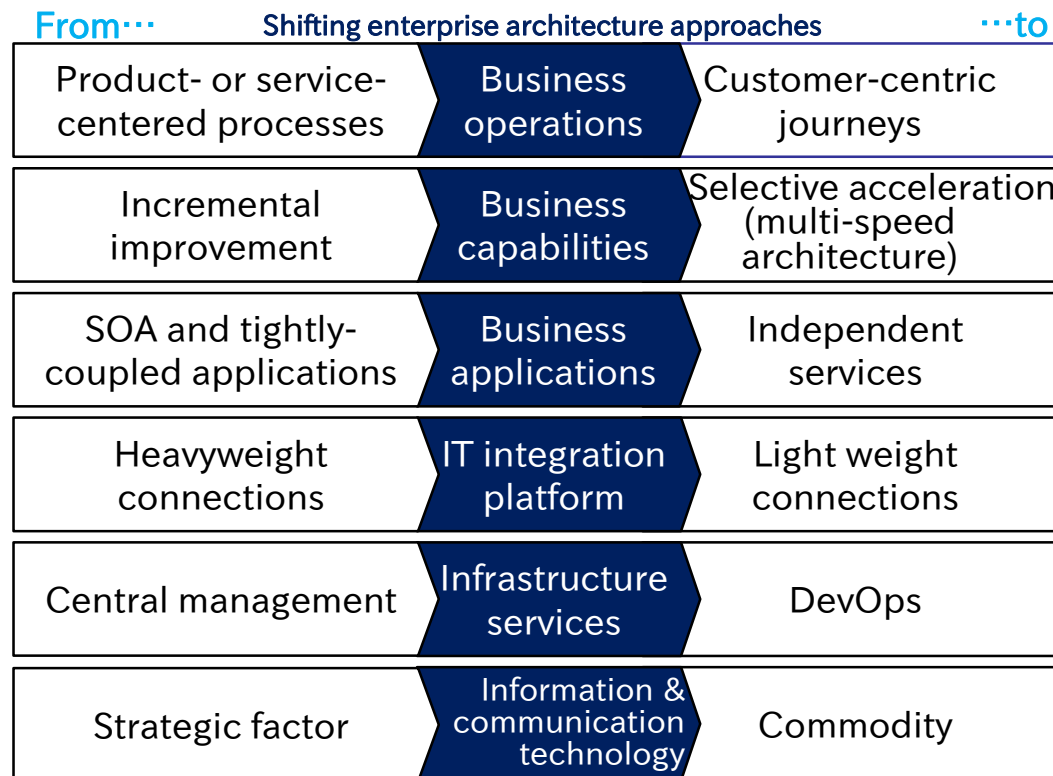 From… Shifting enterprise architecture approaches …to
Product- or service-
centered processes
Business
operations
Customer-centric
journeys
Incremental
improvement
Business
capabilities
Selective acceleration
(multi-speed
architecture)
SOA and tightly-
coupled applications
Business
applications
Independent
services
Heavyweight
connections
IT integration
platform
Light weight
connections
Central management
Infrastructure
services
DevOps
Strategic factor
Information &
communication
technology
Commodity